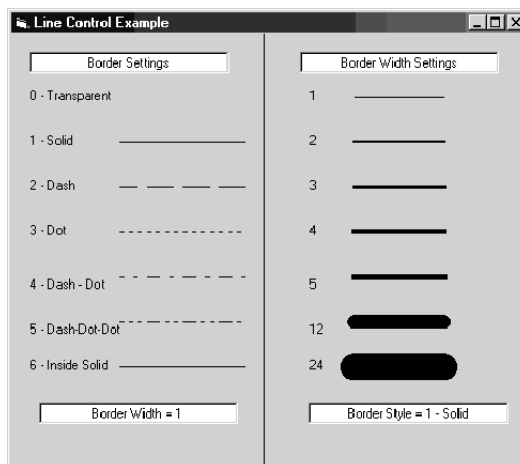 Line Control Example
Border Settings
0 - Transparent
1 - Solid
2 - Dash
3 - Dot
4 - Dash - Dot
5 - Dash-Dot-Dot
6 - Inside Solid
Border Width = 1
Border Width Settings
1
2
3
4
5
12
24
Border Style = 1 - Solid